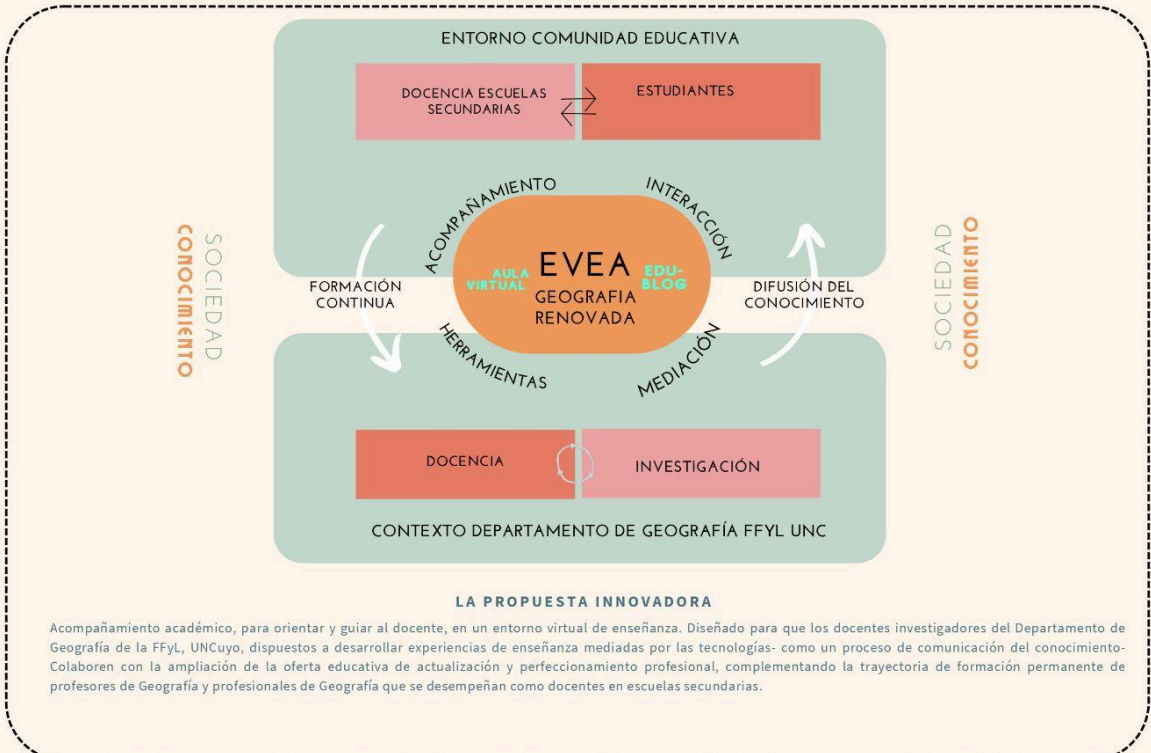 ENTORNO COMUNIDAD EDUCATIVA
DOCENCIA ESCUELAS
SECUNDARIAS
ESTUDIANTES
ACOMPAÑAMIENTO
INTERACCIÓN
SOCIEDAD
CONOCIMIENTO
FORMACIÓN
CONTINUA
AULA
VIRTUAL
EVEA
GEOGRAFIA
RENOVADA
EDU-
BLOG
DIFUSIÓN DEL
CONOCIMIENTO
SOCIEDAD
CONOCIMIENTO
HERRAMIENTAS
MEDIACIÓN
DOCENCIA
INVESTIGACIÓN
CONTEXTO DEPARTAMENTO DE GEOGRAFÍA FFYL UNC
LA PROPUESTA INNOVADORA
Acompañamiento académico, para orientar y guiar al docente, en un entorno virtual de enseñanza. Diseñado para que los docentes investigadores del Departamento de
Geografía de la FFyL, UNCuyo, dispuestos a desarrollar experiencias de enseñanza mediadas por las tecnologías- como un proceso de comunicación del conocimiento-
Colaboren con la ampliación de la oferta educativa de actualización y perfeccionamiento profesional, complementando la trayectoria de formación permanente de
profesores de Geografía y profesionales de Geografía que se desempeñan como docentes en escuelas secundarias.